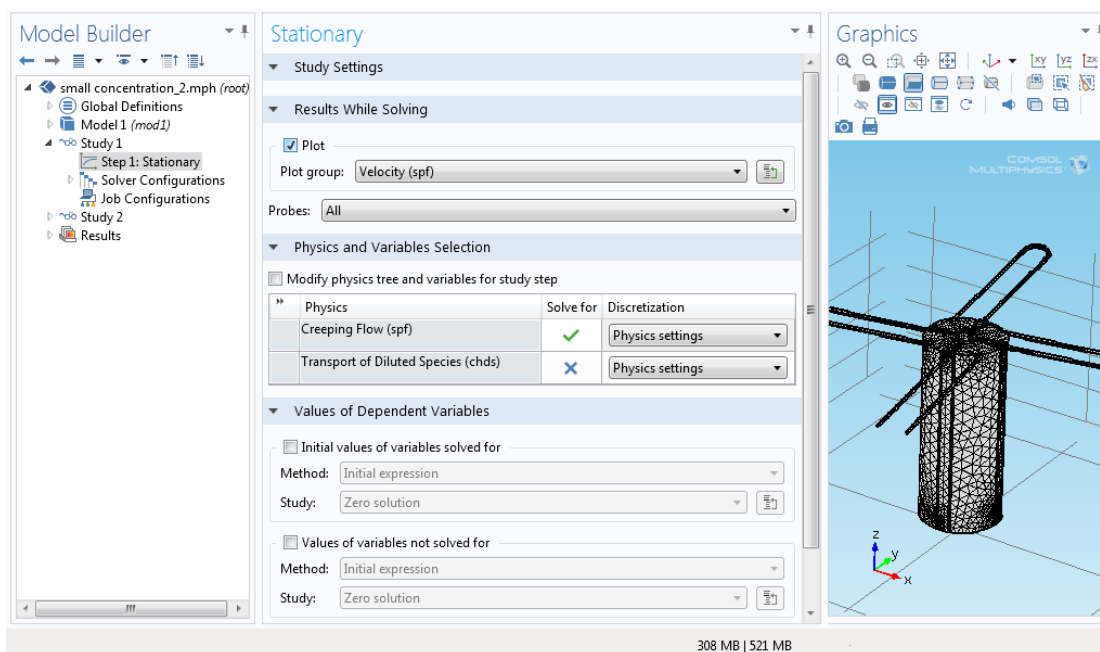 Model Builder
small concentration_2.mph (root)
Global Definitions
Model 1 (mod1)
Study 1
Step 1: Stationary
Solver Configurations
Job Configurations
Study 2
Results
Stationary
Study Settings
Results While Solving
Plot
Plot group: Velocity (spf)
Probes: All
Physics and Variables Selection
Modify physics tree and variables for study step
Physics Solve for Discretization
Creeping Flow (spf) Physics settings
Transport of Diluted Species (chds) Physics settings
Values of Dependent Variables
Initial values of variables solved for
Method: Initial expression
Study: Zero solution
Values of variables not solved for
Method: Initial expression
Study: Zero solution
Graphics
xy yz zx
COMSOL
MULTIPHYSICS
z
y
x
308 MB | 521 MB